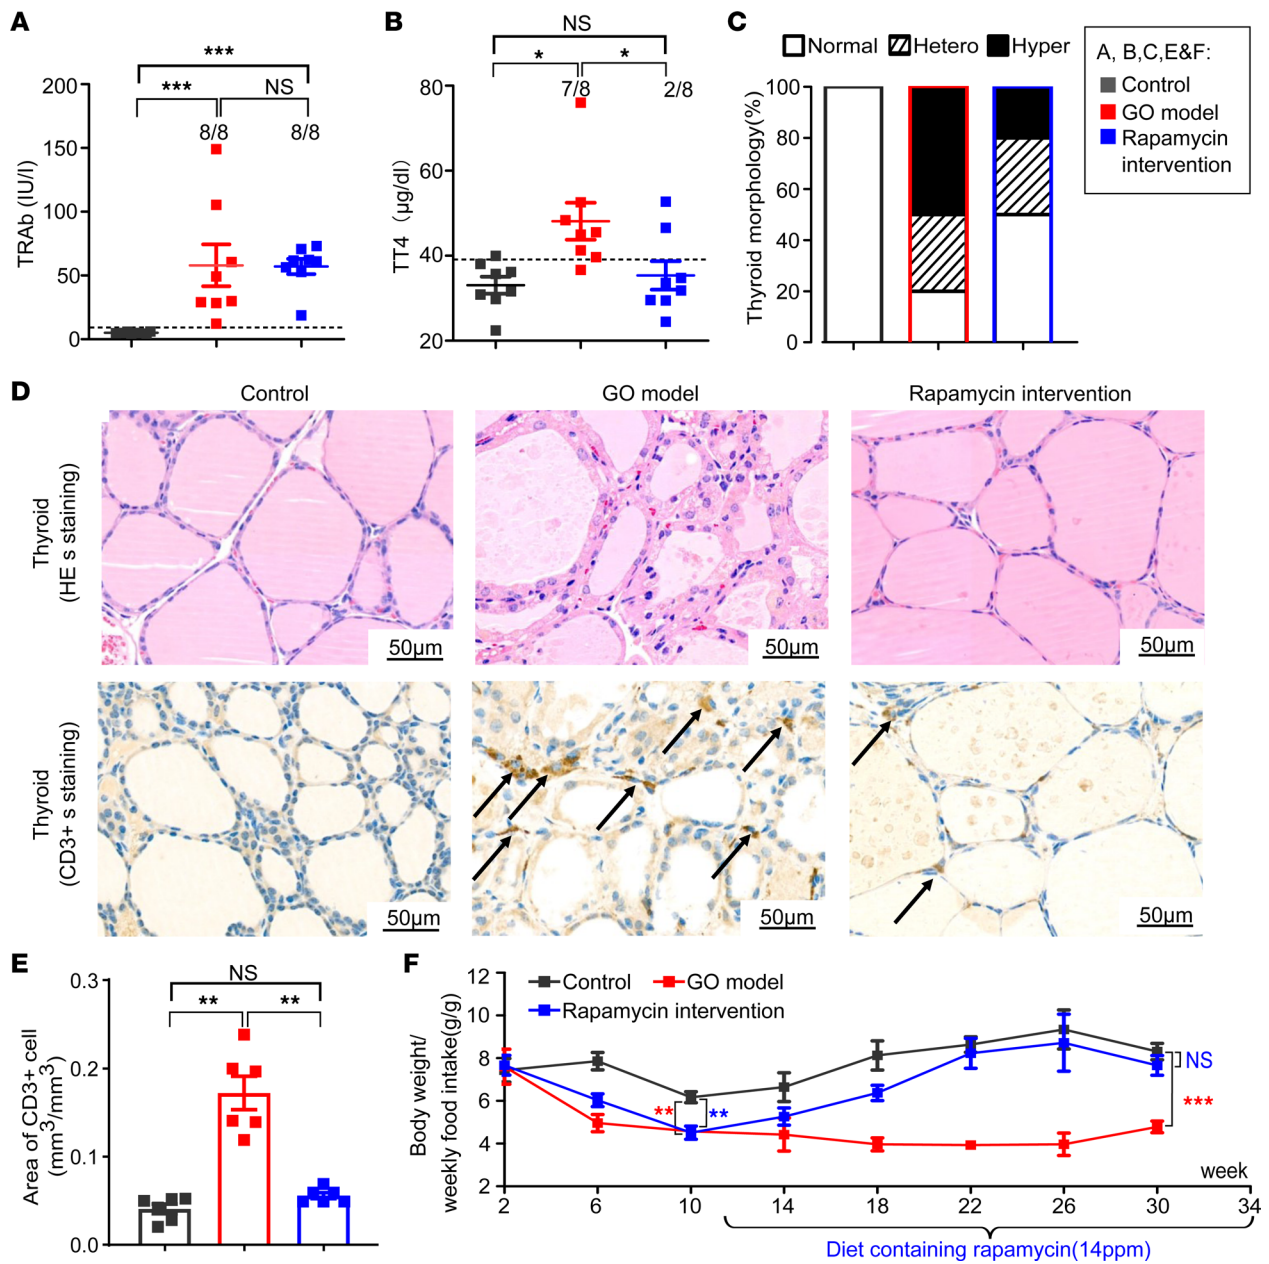 A
***
***
NS
8/8
8/8
TRAb (IU/l)
200
150
100
50
0
B
NS
*
*
7/8
2/8
TT4 (μg/dl)
80
60
40
20
C
Normal
Hetero
Hyper
Thyroid morphology(%)
100
80
60
40
20
0
A, B,C,E&F:
Control
GO model
Rapamycin
intervention
D
Control
GO model
Rapamycin intervention
Thyroid
(HE s staining)
50μm
50μm
50μm
Thyroid
(CD3+ s staining)
50μm
50μm
50μm
E
NS
**
**
Area of CD3+ cell
(mm3/mm3)
0.3
0.2
0.1
0.0
F
Control
GO model
Rapamycin intervention
Body weight/
weekly food intake(g/g)
12
10
8
6
4
2
**
**
NS
***
week
2
6
10
14
18
22
26
30
34
Diet containing rapamycin(14ppm)